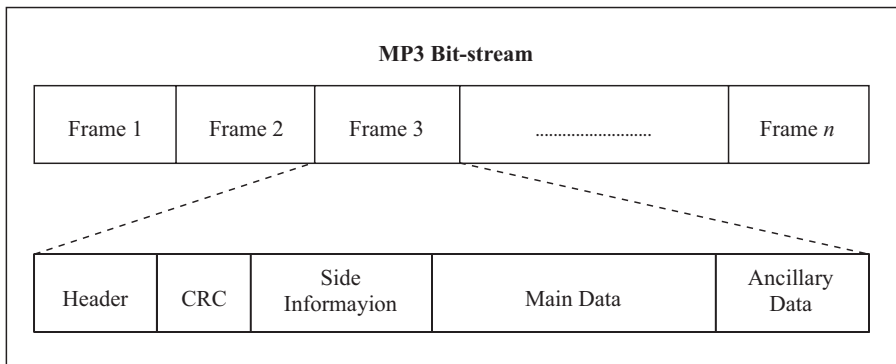 MP3 Bit-stream
Frame 1 Frame 2 Frame 3 .......................... Frame n
Header CRC Side Informayion Main Data Ancillary Data